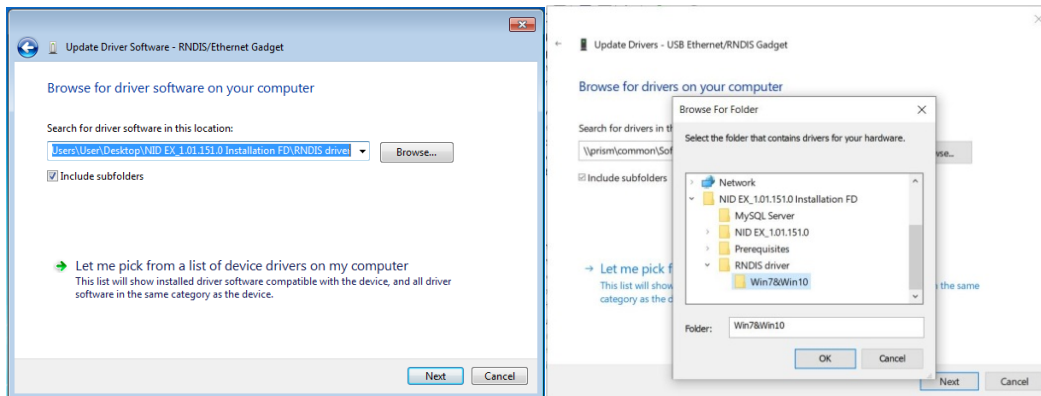 Update Driver Software - RNDIS/Ethernet Gadget
Browse for driver software on your computer
Search for driver software in this location:
Users\User\Desktop\NID EX_1.01.151.0 Installation FD\RNDIS driver
Browse...
Include subfolders
Let me pick from a list of device drivers on my computer
This list will show installed driver software compatible with the device, and all driver
software in the same category as the device.
Next
Cancel
Update Drivers - USB Ethernet/RNDIS Gadget
Browse for drivers on your computer
Search for drivers in
\\prism\common\Sof
Include subfolders
Let me pick f
This list will show
the same
category as the d
Browse For Folder
Select the folder that contains drivers for your hardware.
Network
NID EX_1.01.151.0 Installation FD
MySQL Server
NID EX_1.01.151.0
Prerequisites
RNDIS driver
Win7&Win10
Folder:
Win7&Win10
OK
Cancel
Next
Cancel